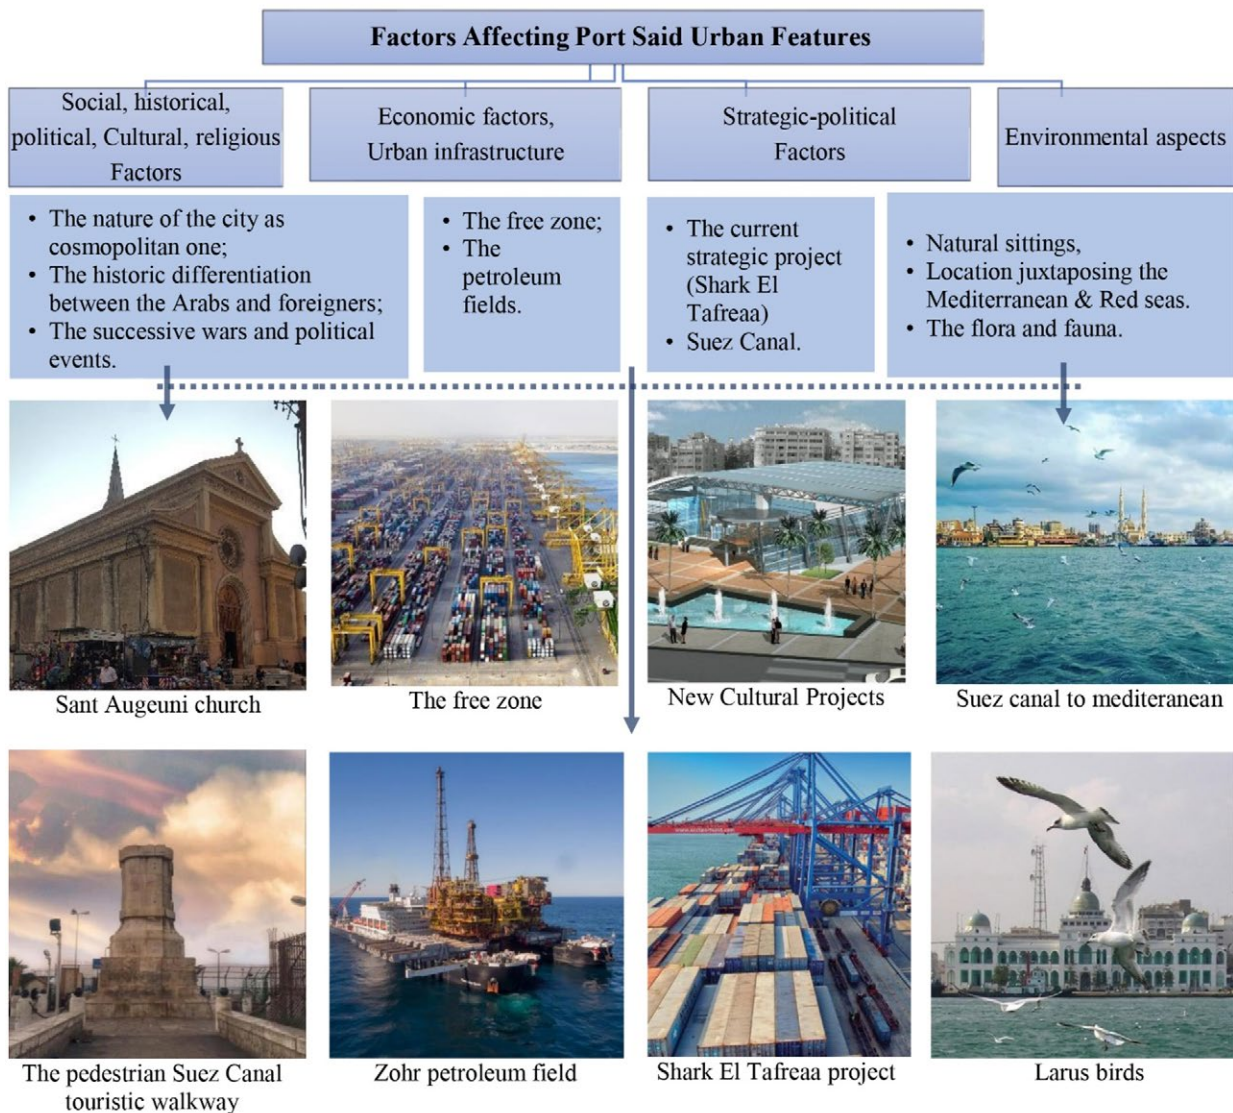 Factors Affecting Port Said Urban Features
Social, historical,
political, Cultural, religious
Factors
Economic factors,
Urban infrastructure
Strategic-political
Factors
Environmental aspects
• The nature of the city as
cosmopolitan one;
• The historic differentiation
between the Arabs and foreigners;
• The successive wars and political
events.
• The free zone;
• The
petroleum
fields.
• The current
strategic project
(Shark El
Tafreaa)
• Suez Canal.
• Natural sittings,
• Location juxtaposing the
Mediterranean & Red seas.
• The flora and fauna.
Sant Augeuni church
The free zone
New Cultural Projects
Suez canal to mediteranean
The pedestrian Suez Canal
touristic walkway
Zohr petroleum field
Shark El Tafreaa project
Larus birds